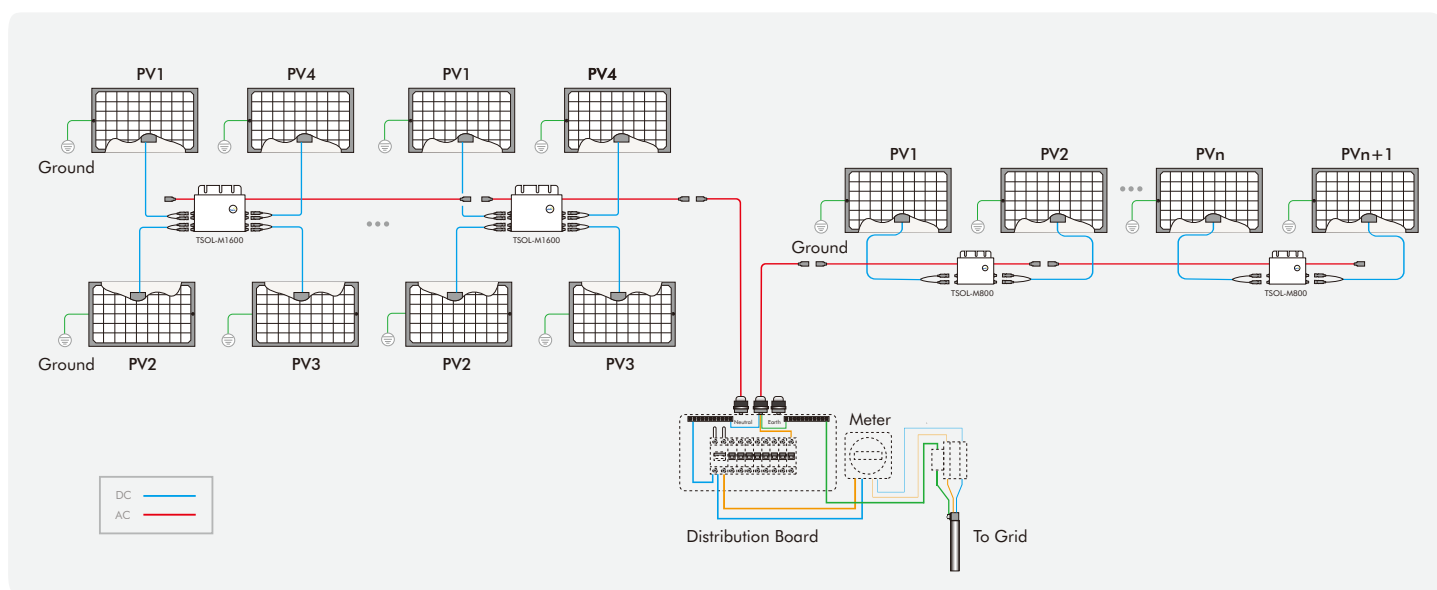 PV1
PV4
PV1
PV4
Ground
TSOL-M1600
TSOL-M1600
Ground
PV2
PV3
PV2
PV3
PV1
PV2
PVn
PVn+1
Ground
TSOL-M800
TSOL-M800
Neutral
Earth
Meter
Distribution Board
To Grid
DC
AC